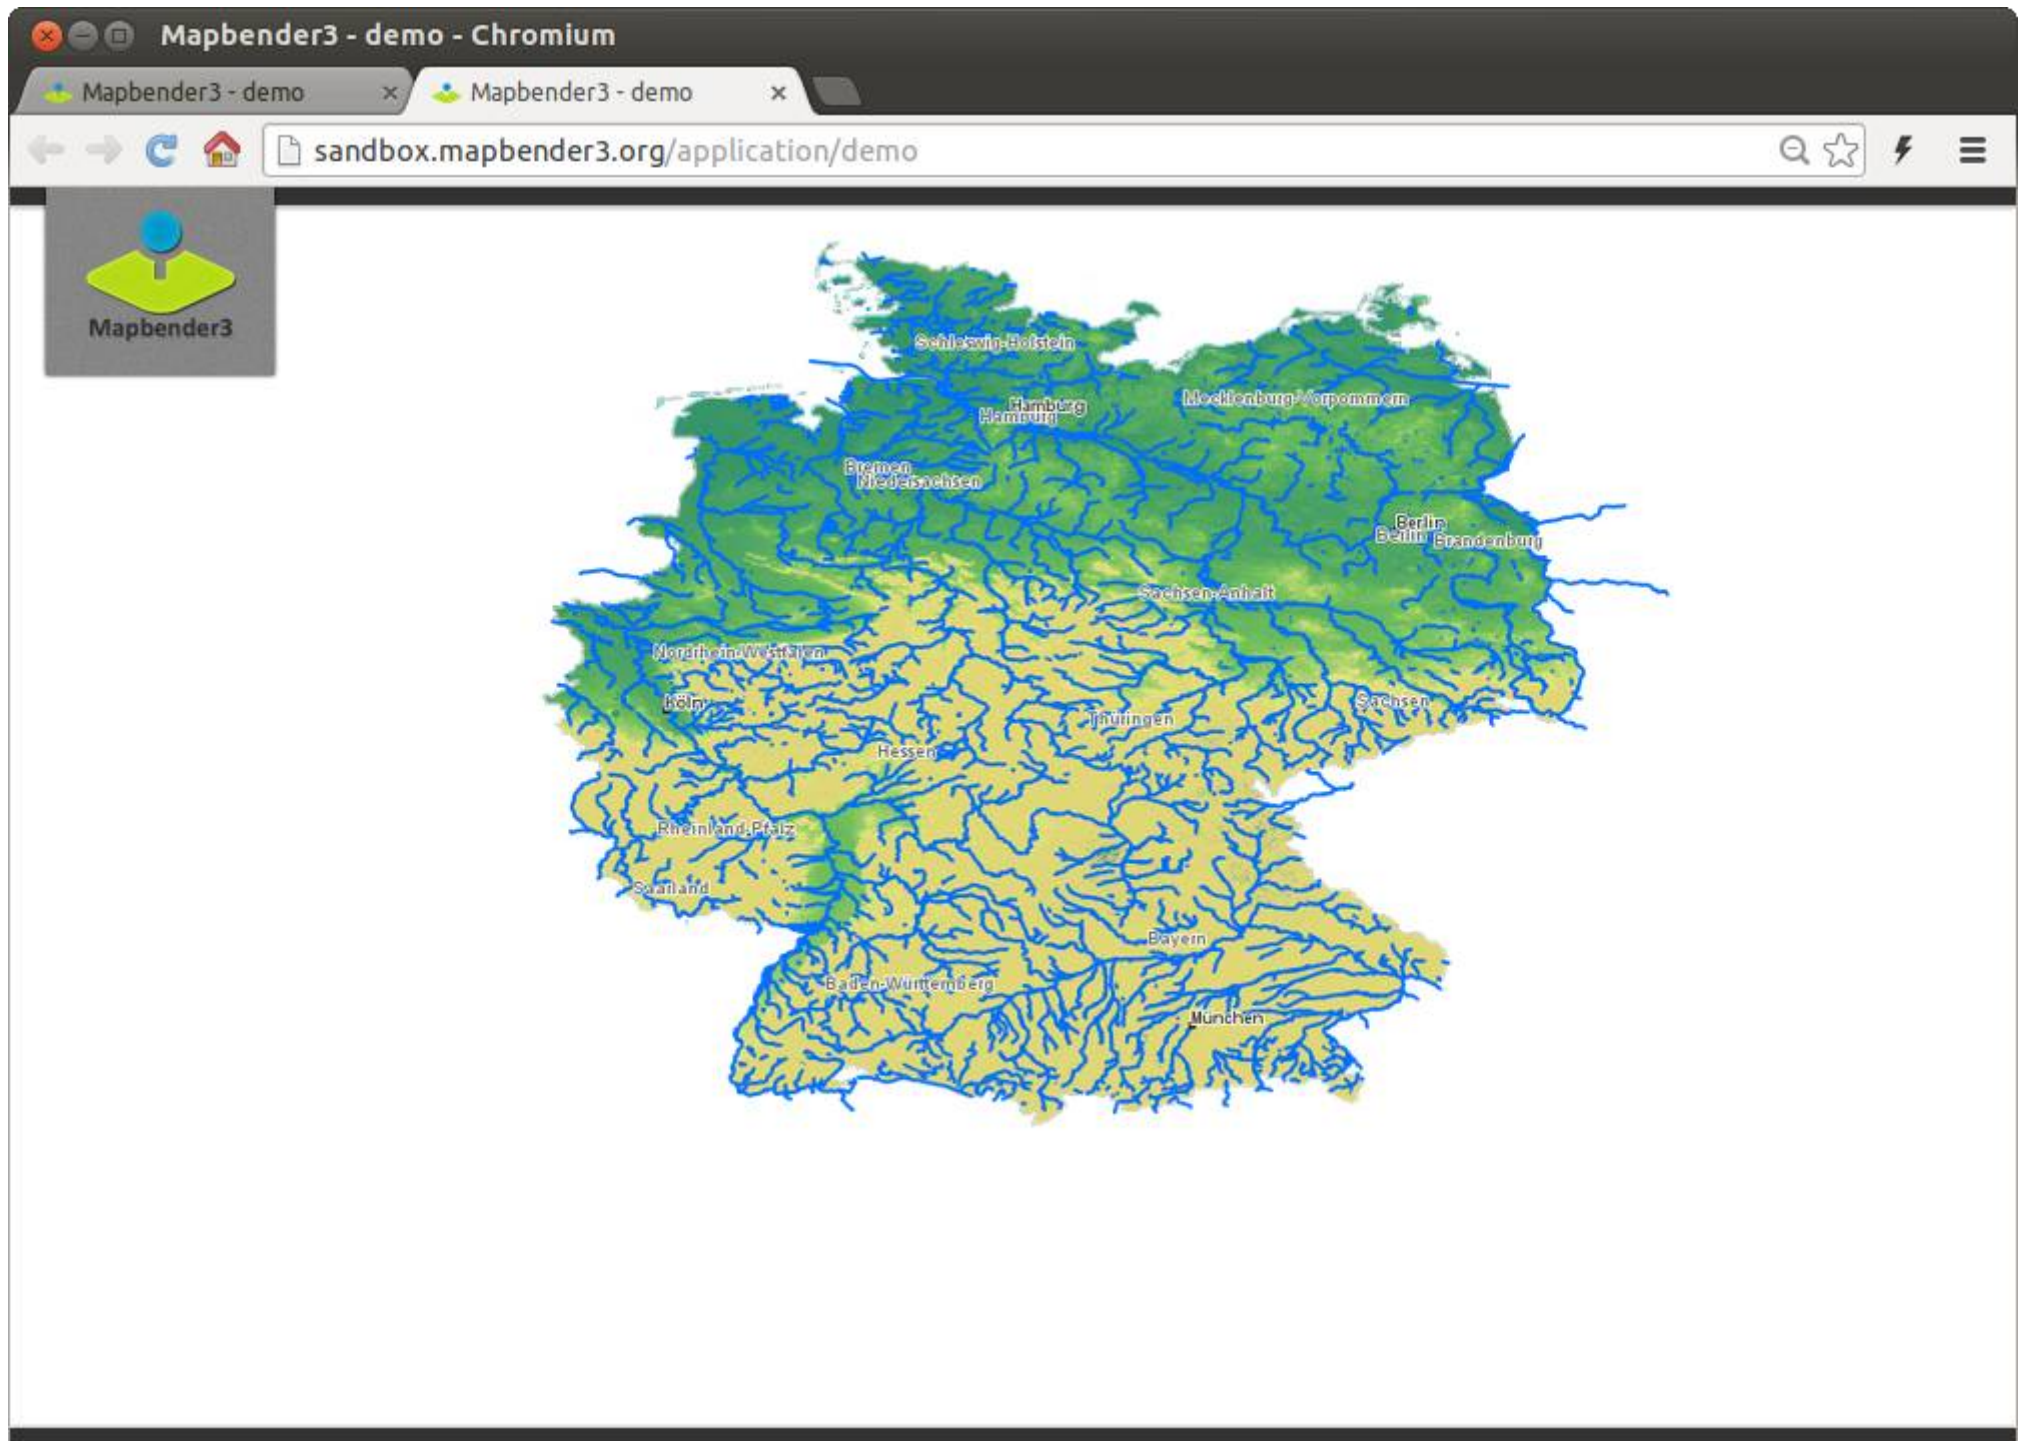 Mapbender3 - demo - Chromium
Mapbender3 - demo
Mapbender3 - demo
sandbox.mapbender3.org/application/demo
Mapbender3
Schleswig-Holstein
Mecklenburg-Vorpommern
Hamburg
Hamburg
Bremen
Niedersachsen
Berlin
Berlin
Brandenburg
Sachsen-Anhalt
Nordrhein-Westfalen
Köln
Sachsen
Thüringen
Hessen
Rheinland-Pfalz
Saarland
Bayern
Baden-Württemberg
München